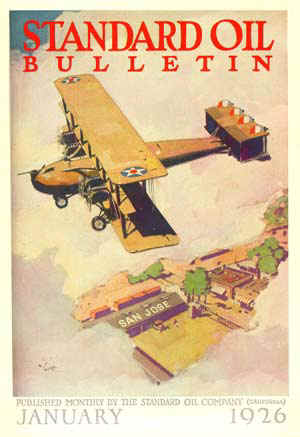 STANDARD OIL
BULLETIN
SAN JOSE
PUBLISHED MONTHLY BY THE STANDARD OIL COMPANY (CALIFORNIA)
JANUARY 1926